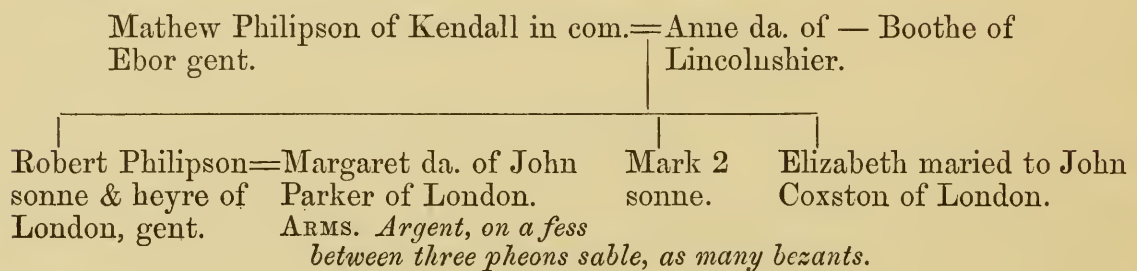 Mathew Philipson of Kendall in com.=Anne da. of — Boothe of
Ebor gent. Lincolnshier.
Robert Philipson=Margaret da. of John Mark 2 Elizabeth maried to John
sonne & heyre of Parker of London. sonne. Coxston of London.
London, gent. ARMS. Argent, on a fess
between three pheons sable, as many bezants.